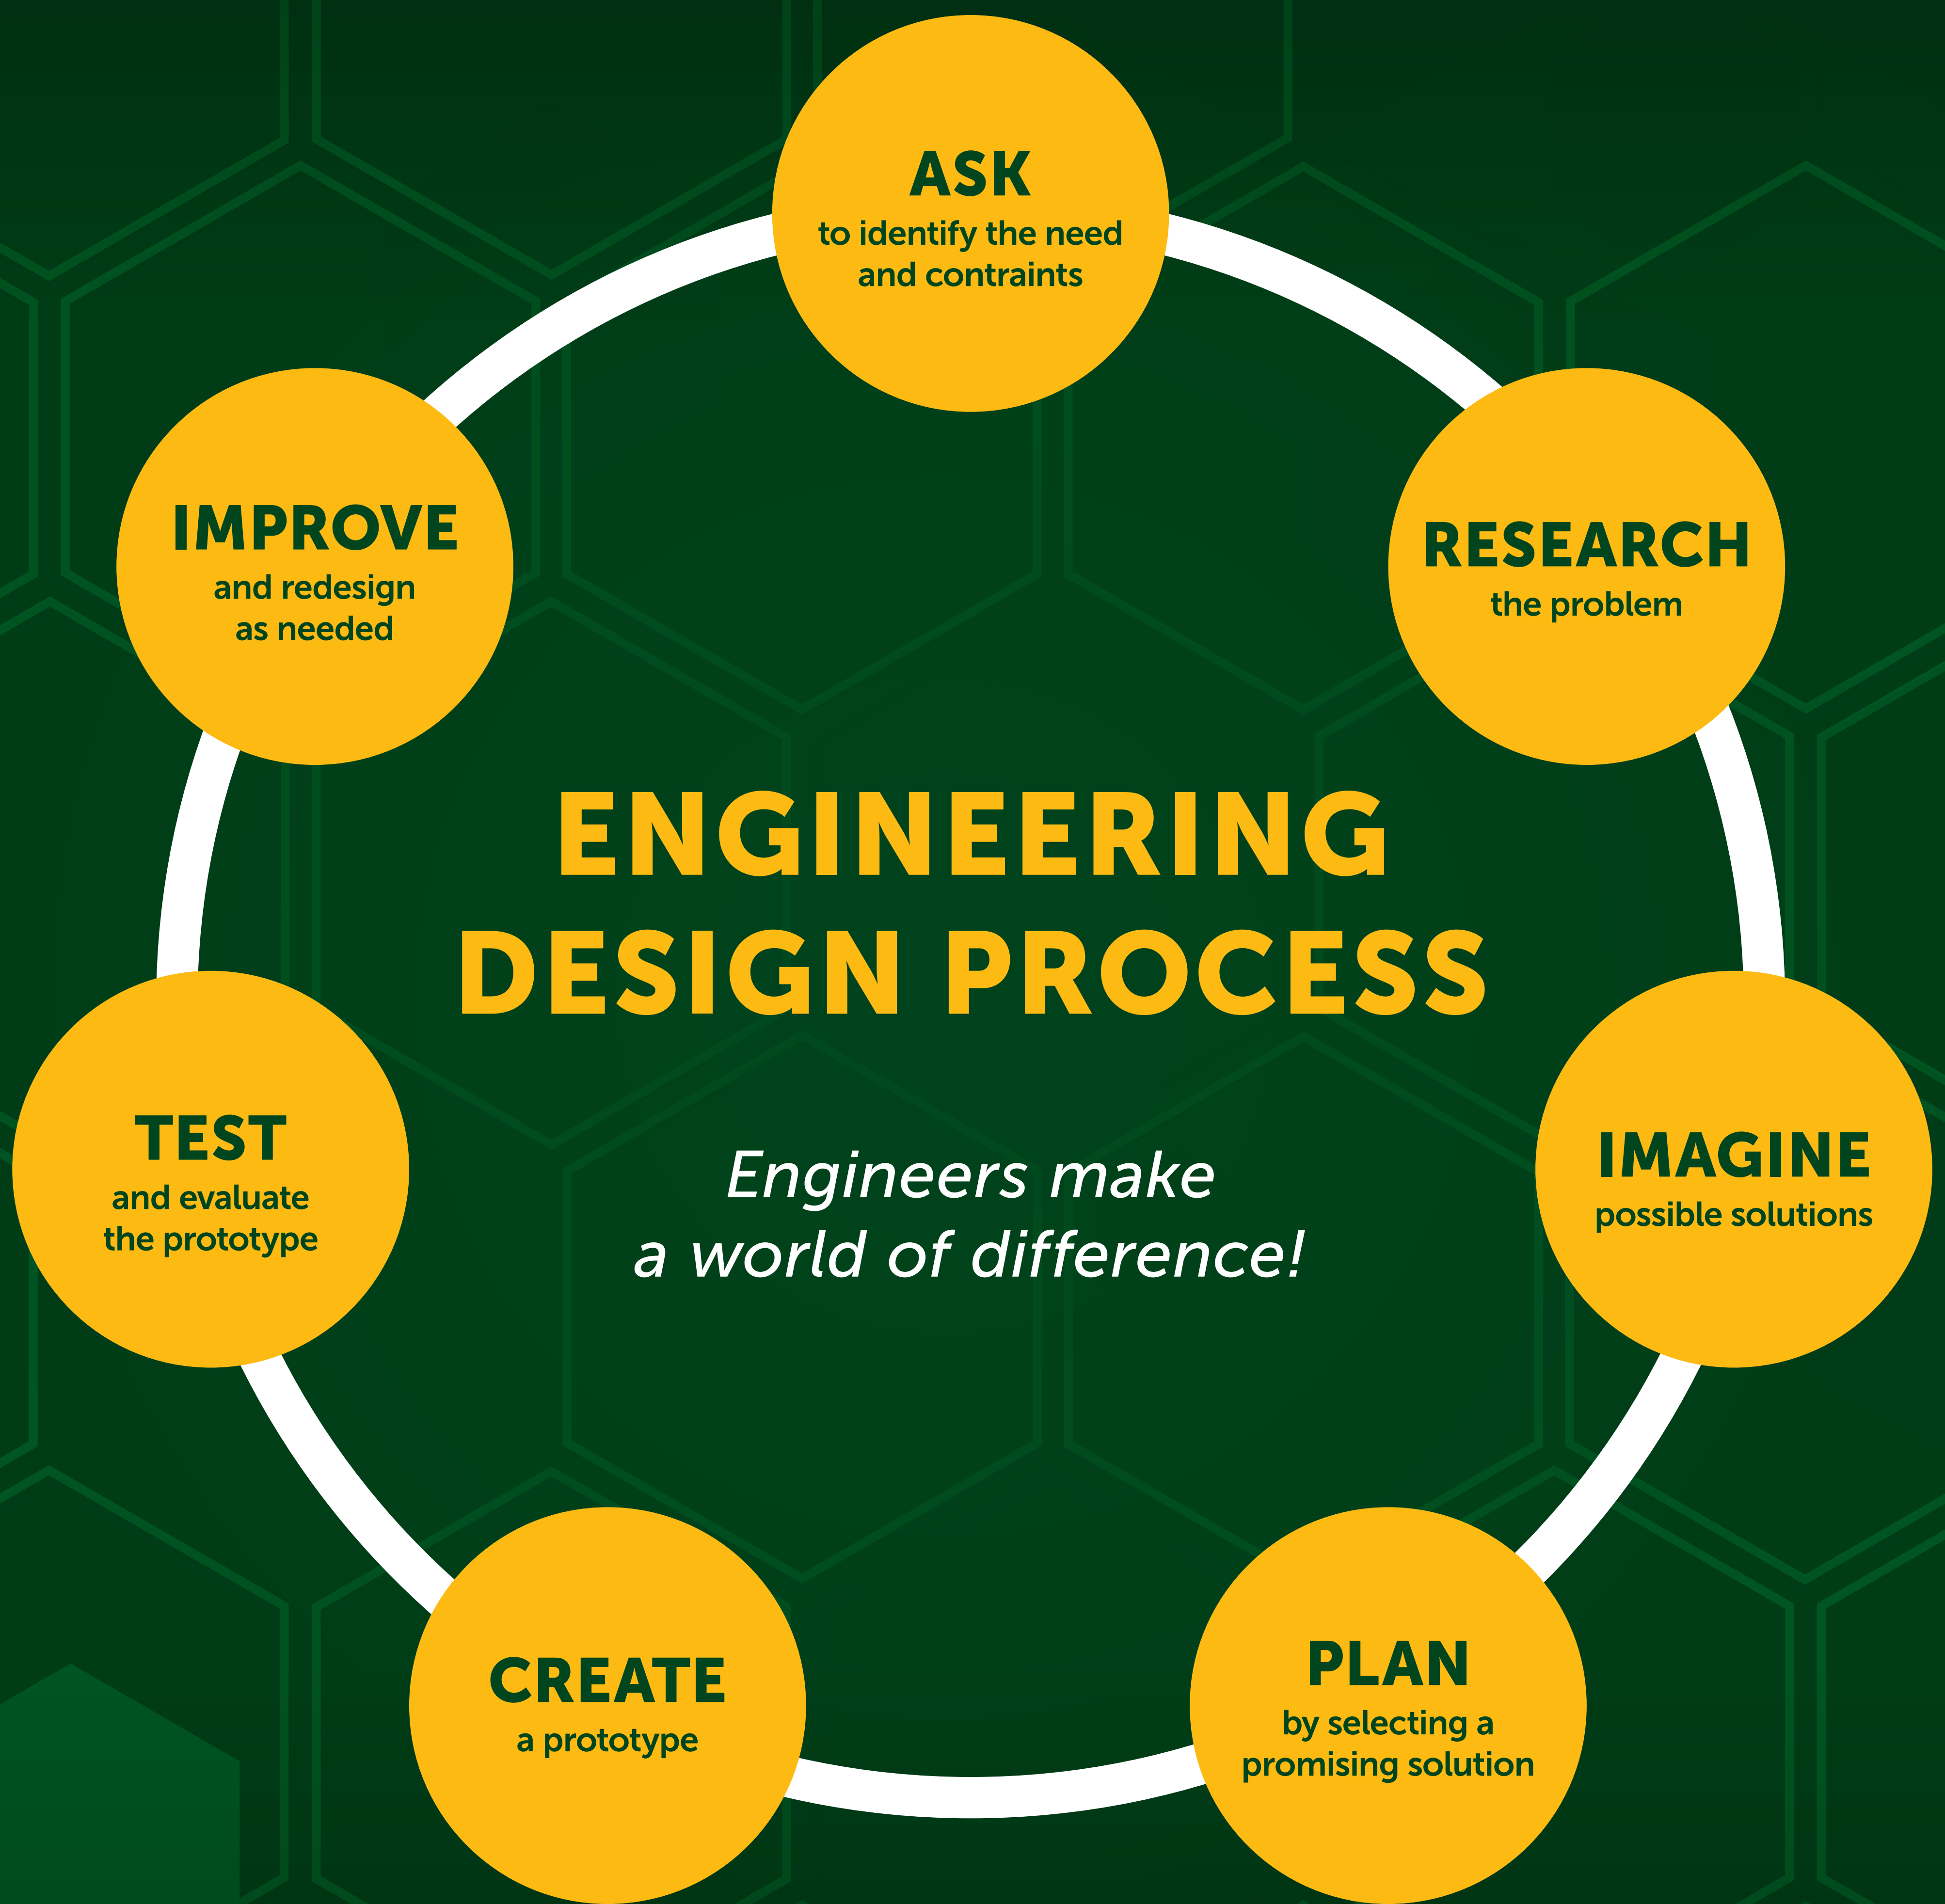 ASK
to identify the need
and contraints
RESEARCH
the problem
IMAGINE
possible solutions
PLAN
by selecting a
promising solution
CREATE
a prototype
TEST
and evaluate
the prototype
IMPROVE
and redesign
as needed
ENGINEERING
DESIGN PROCESS
Engineers make
a world of difference!